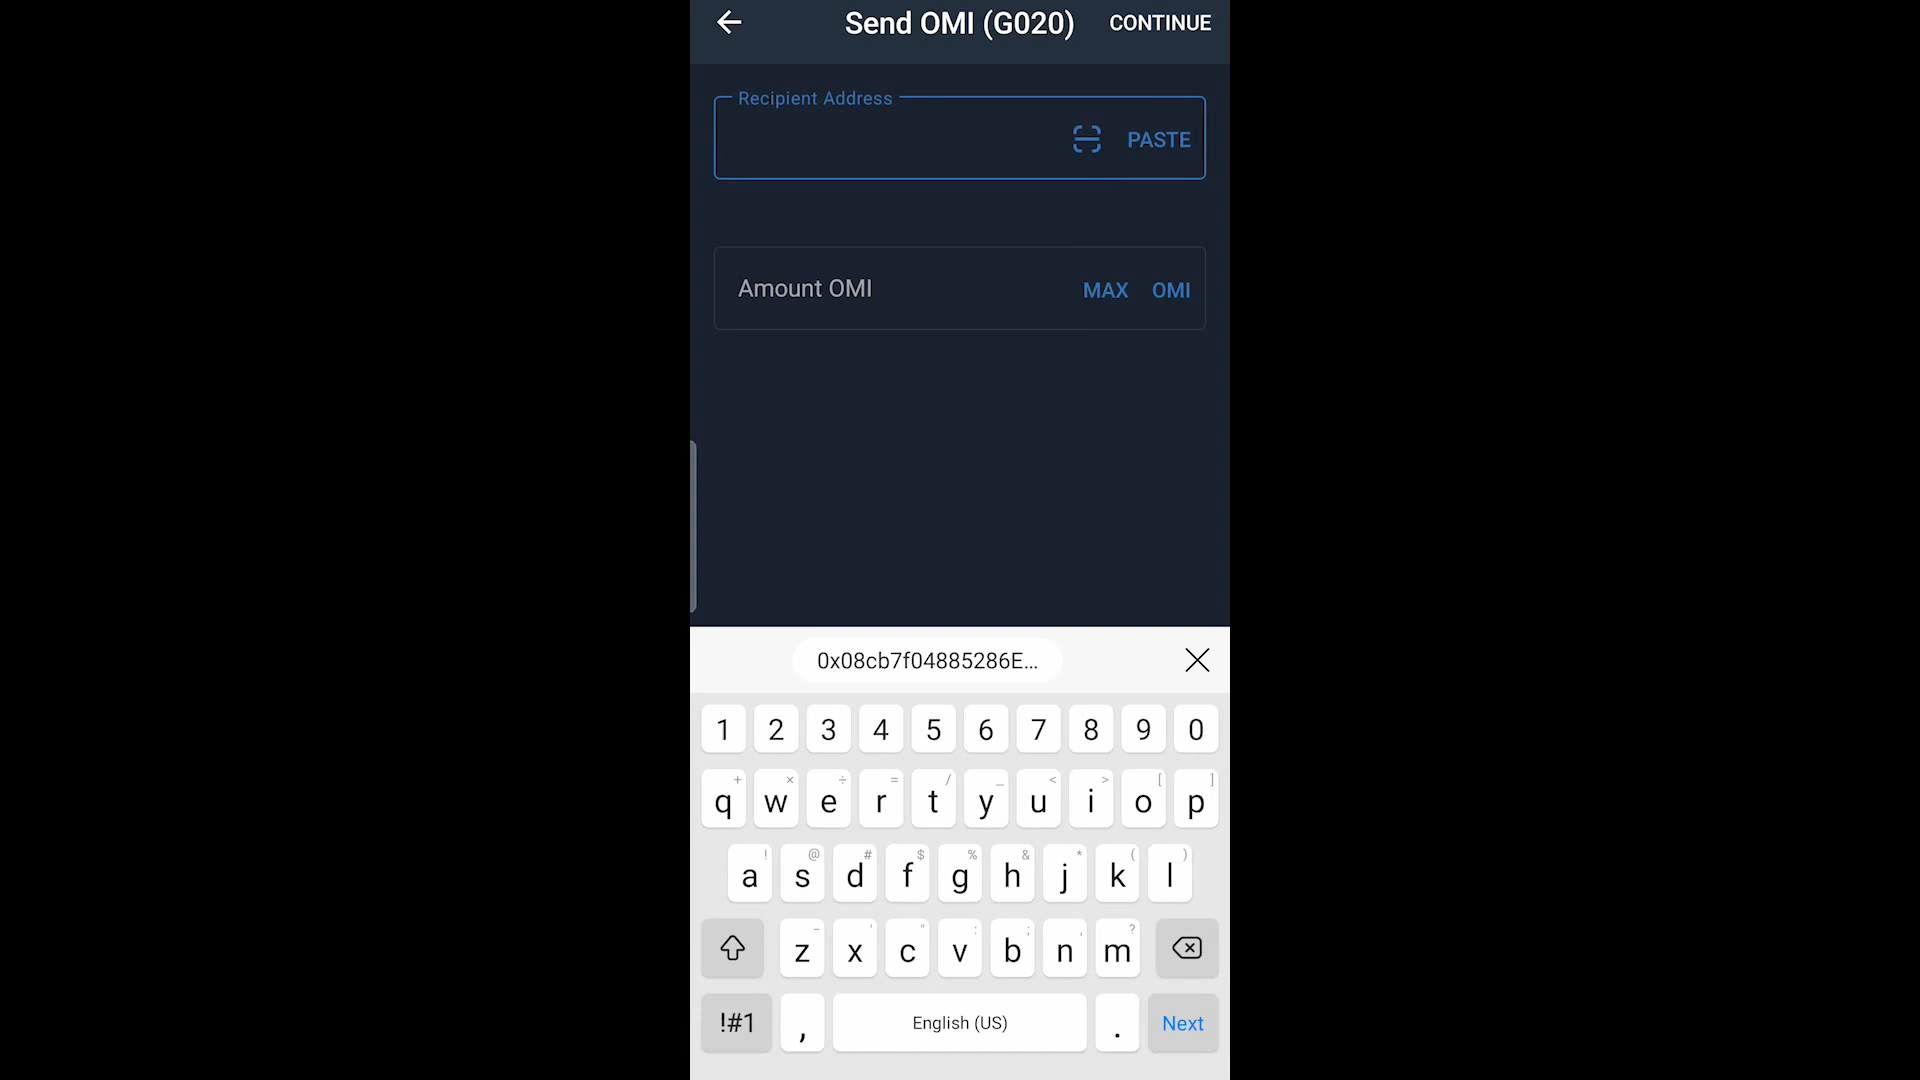 Send OMI (G020) CONTINUE
Recipient Address
PASTE
Amount OMI MAX OMI
0x08cb7f04885286E...
1 2 3 4 5 6 7 8 9 0
+ × ÷ = / _ < > [ ]
q w e r t y u i o p
! @ # $ % & * ( )
a s d f g h j k l
- ' " : ; , ?
z x c v b n m
!#1 , English (US) . Next